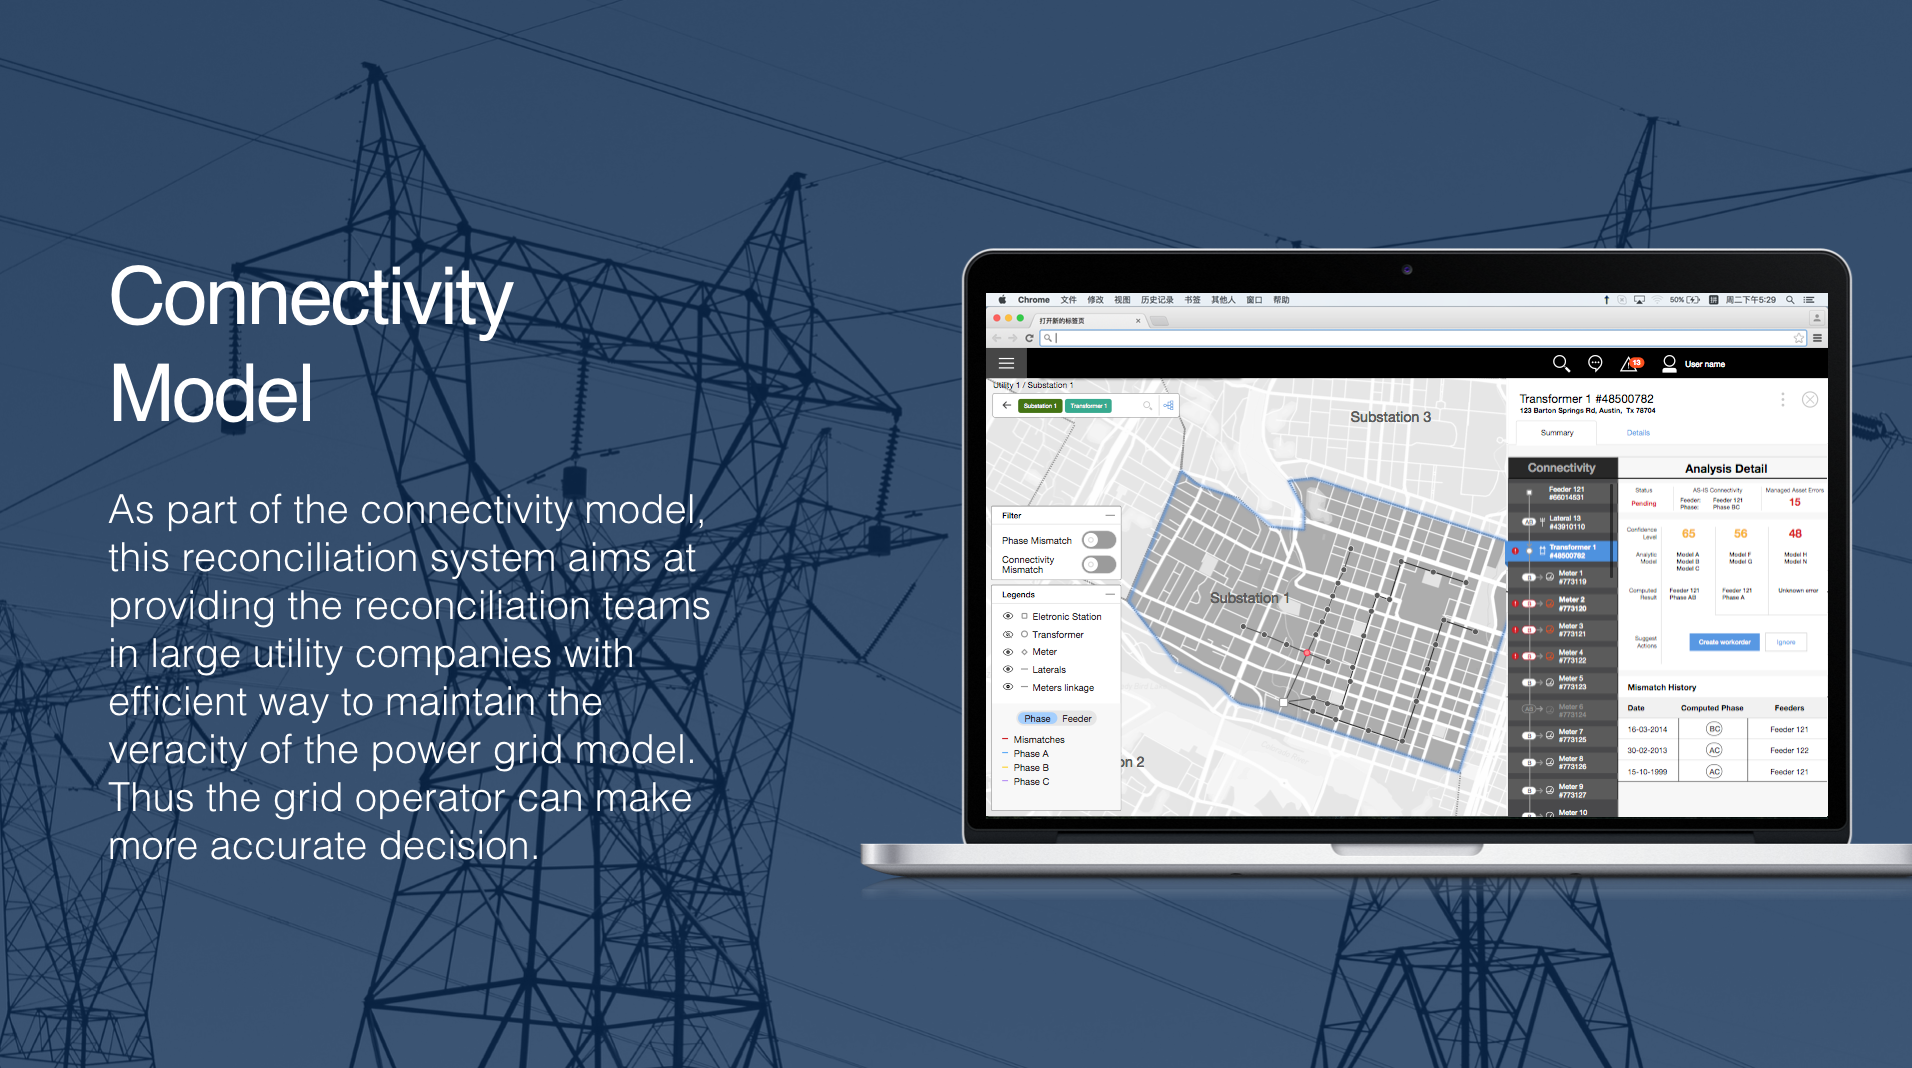 Connectivity
Model
As part of the connectivity model,
this reconciliation system aims at
providing the reconciliation teams
in large utility companies with
efficient way to maintain the
veracity of the power grid model.
Thus the grid operator can make
more accurate decision.
Chrome 文件 修改 视图 历史记录 书签 其他人 窗口 帮助
50% 周二下午5:29
打开新的标签页
13
User name
Utility 1 / Substation 1
Substation 1 Transformer 1
Substation 3
Substation 1
on 2
Filter
Phase Mismatch
Connectivity
Mismatch
Legends
Eletronic Station
Transformer
Meter
Laterals
Meters linkage
Phase Feeder
Mismatches
Phase A
Phase B
Phase C
Transformer 1 #48500782
123 Barton Springs Rd, Austin, Tx 78704
Summary Details
Connectivity
Feeder 121
#66014531
AB Lateral 13
#43910110
Transformer 1
#48500782
B Meter 1
#773119
B Meter 2
#773120
B Meter 3
#773121
B Meter 4
#773122
B Meter 5
#773123
AB Meter 6
#773124
B Meter 7
#773125
B Meter 8
#773126
B Meter 9
#773127
Meter 10
Analysis Detail
Status AS-IS Connectivity Managed Asset Errors
Pending Feeder: Feeder 121 15
Phase: Phase BC
Confidence
Level 65 56 48
Analytic
Model Model A Model F Model H
Model B Model G Model N
Model C
Computed
Result Feeder 121 Feeder 121 Unknown error
Phase AB Phase A
Suggest
Actions Create workorder Ignore
Mismatch History
Date Computed Phase Feeders
16-03-2014 BC Feeder 121
30-02-2013 AC Feeder 122
15-10-1999 AC Feeder 121